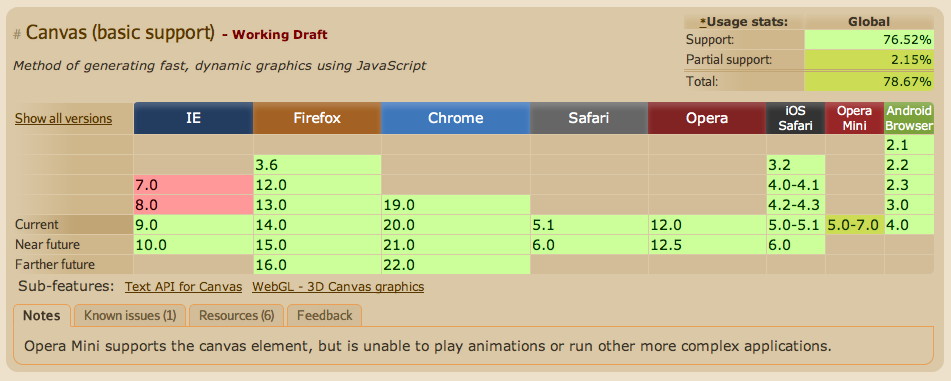 # Canvas (basic support) - Working Draft
*Usage stats: Global
Support: 76.52%
Partial support: 2.15%
Total: 78.67%
Method of generating fast, dynamic graphics using JavaScript
Show all versions IE Firefox Chrome Safari Opera iOS Safari Opera Mini Android Browser
2.1
3.6 3.2 2.2
7.0 12.0 4.0-4.1 2.3
8.0 13.0 19.0 4.2-4.3 3.0
Current 9.0 14.0 20.0 5.1 12.0 5.0-5.1 5.0-7.0 4.0
Near future 10.0 15.0 21.0 6.0 12.5 6.0
Farther future 16.0 22.0
Sub-features: Text API for Canvas WebGL - 3D Canvas graphics
Notes Known issues (1) Resources (6) Feedback
Opera Mini supports the canvas element, but is unable to play animations or run other more complex applications.